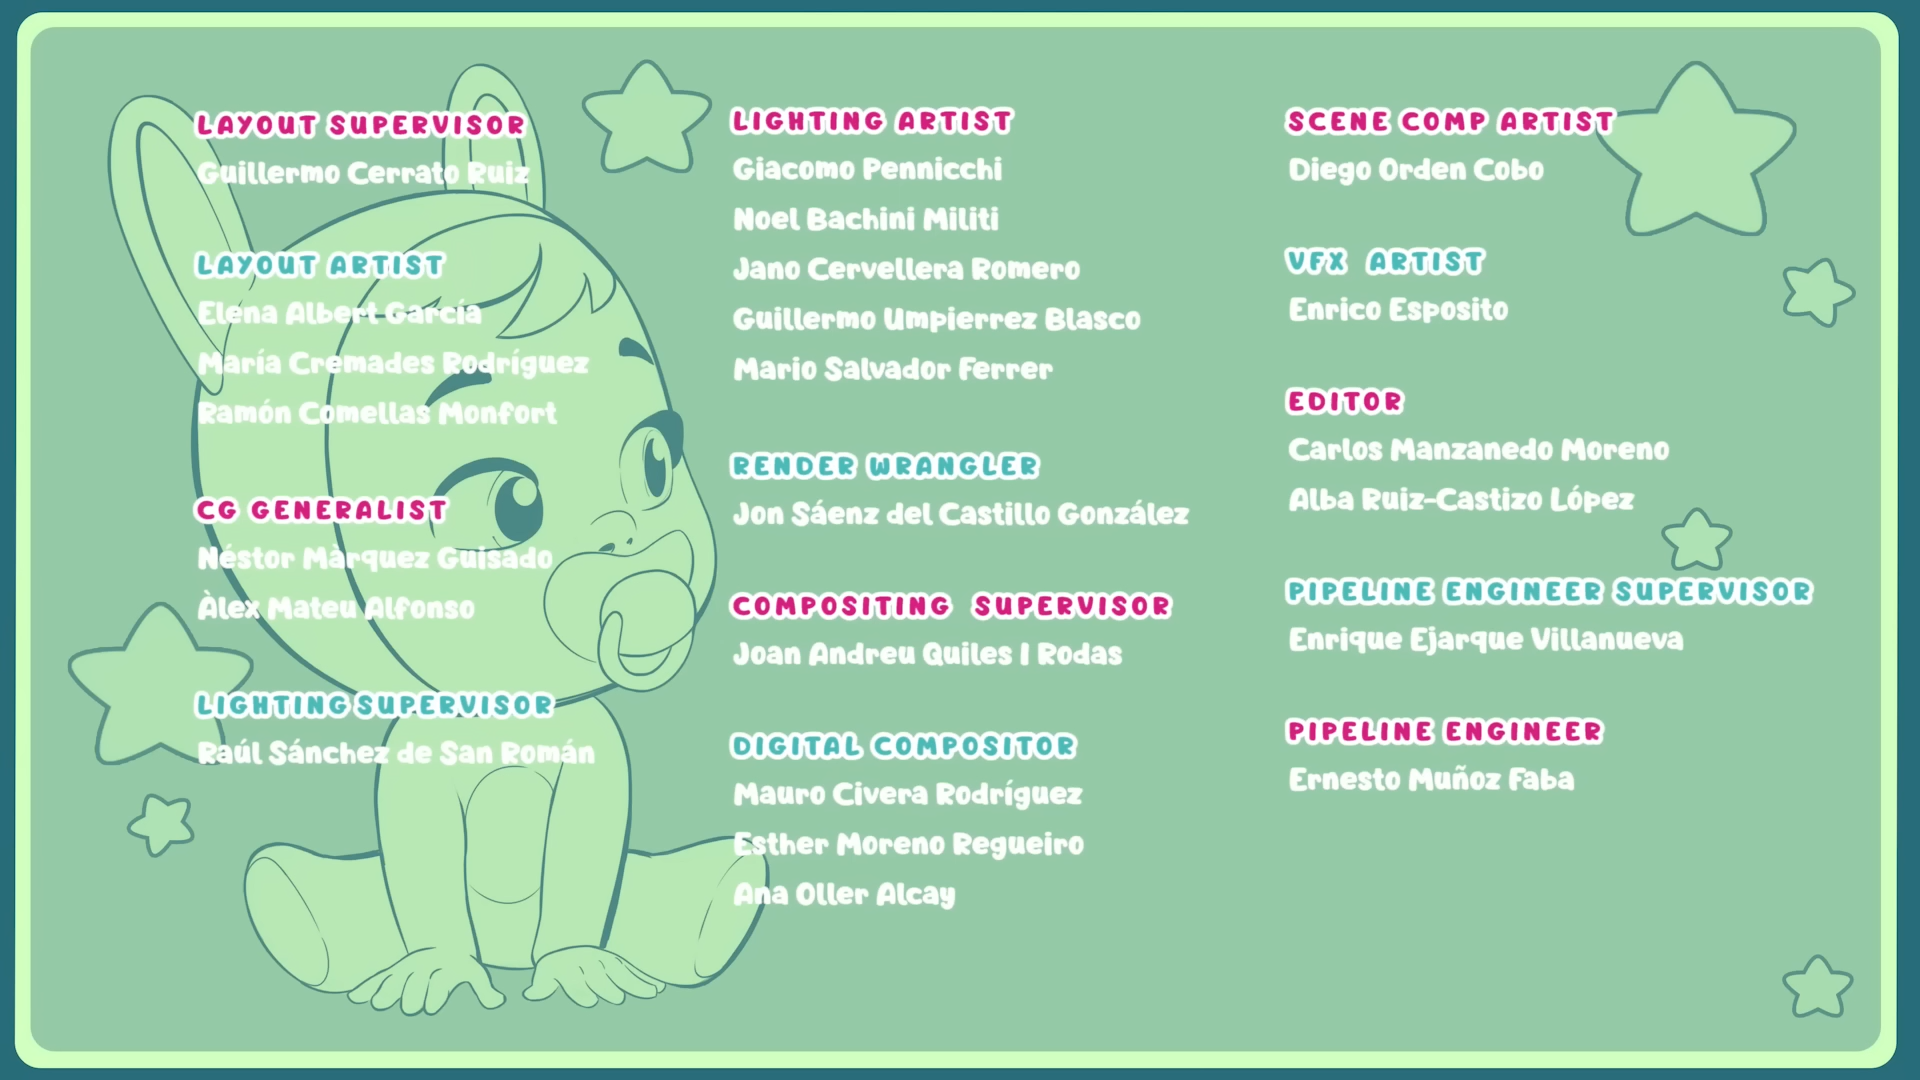 LAYOUT SUPERVISOR
Guillermo Cerrato Ruiz
LAYOUT ARTIST
Elena Albert García
María Cremades Rodríguez
Ramón Comellas Monfort
CG GENERALIST
Néstor Màrquez Guisado
Àlex Mateu Alfonso
LIGHTING SUPERVISOR
Raúl Sánchez de San Román
LIGHTING ARTIST
Giacomo Pennicchi
Noel Bachini Militi
Jano Cervellera Romero
Guillermo Umpierrez Blasco
Mario Salvador Ferrer
RENDER WRANGLER
Jon Sáenz del Castillo González
COMPOSITING SUPERVISOR
Joan Andreu Quiles I Rodas
DIGITAL COMPOSITOR
Mauro Civera Rodríguez
Esther Moreno Regueiro
Ana Oller Alcay
SCENE COMP ARTIST
Diego Orden Cobo
VFX ARTIST
Enrico Esposito
EDITOR
Carlos Manzanedo Moreno
Alba Ruiz-Castizo López
PIPELINE ENGINEER SUPERVISOR
Enrique Ejarque Villanueva
PIPELINE ENGINEER
Ernesto Muñoz Faba